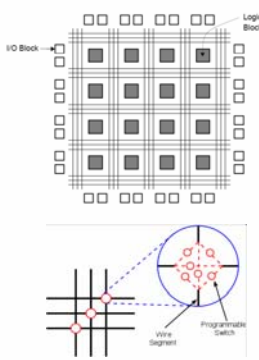 Logic
Block
I/O Block
Wire
Segment
Programmable
Switch